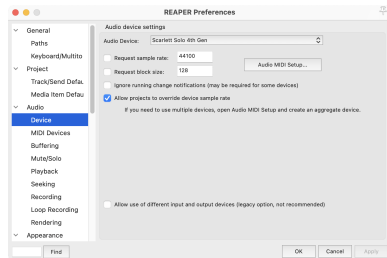 REAPER Preferences
General
Paths
Keyboard/Multito
Project
Track/Send Defau
Media Item Defau
Audio
Device
MIDI Devices
Buffering
Mute/Solo
Playback
Seeking
Recording
Loop Recording
Rendering
Appearance
Find
Audio device settings
Audio Device: Scarlett Solo 4th Gen
Request sample rate: 44100
Audio MIDI Setup...
Request block size: 128
Ignore running change notifications (may be required for some devices)
Allow projects to override device sample rate
If you need to use multiple devices, open Audio MIDI Setup and create an aggregate device.
Allow use of different input and output devices (legacy option, not recommended)
OK Cancel Apply